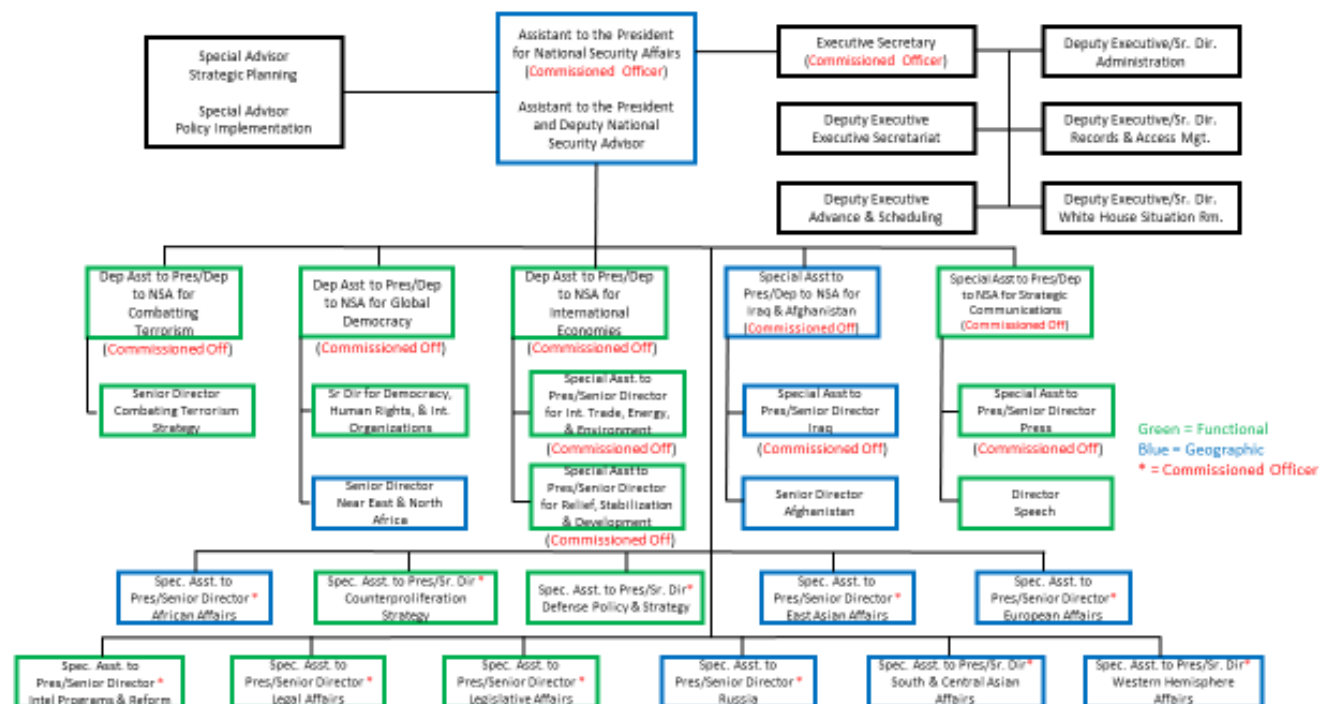 Special Advisor
Strategic Planning
Special Advisor
Policy Implementation
Assistant to the President
for National Security Affairs
(Commissioned Officer)
Assistant to the President
and Deputy National
Security Advisor
Executive Secretary
(Commissioned Officer)
Deputy Executive/Sr. Dir.
Administration
Deputy Executive
Executive Secretariat
Deputy Executive/Sr. Dir.
Records & Access Mgt.
Deputy Executive
Advance & Scheduling
Deputy Executive/Sr. Dir.
White House Situation Rm.
Dep Asst to Pres/Dep
to NSA for
Combatting
Terrorism
(Commissioned Off)
Dep Asst to Pres/Dep
to NSA for Global
Democracy
(Commissioned Off)
Dep Asst to Pres/Dep
to NSA for
International
Economies
(Commissioned Off)
Special Asst to
Pres/Dep to NSA for
Iraq & Afghanistan
(Commissioned Off)
Special Asst to Pres/Dep
to NSA for Strategic
Communications
(Commissioned Off)
Senior Director
Combating Terrorism
Strategy
Sr Dir for Democracy,
Human Rights, & Int.
Organizations
Special Asst. to
Pres/Senior Director
for Int. Trade, Energy,
& Environment
(Commissioned Off)
Special Asst to
Pres/Senior Director
Iraq
(Commissioned Off)
Special Asst to
Pres/Senior Director
Press
(Commissioned Off)
Green = Functional
Blue = Geographic
* = Commissioned Officer
Senior Director
Near East & North
Africa
Special Asst to
Pres/Senior Director
for Relief, Stabilization
& Development
(Commissioned Off)
Senior Director
Afghanistan
Director
Speech
Spec. Asst. to
Pres/Senior Director *
African Affairs
Spec. Asst. to Pres/Sr. Dir *
Counterproliferation
Strategy
Spec. Asst. to Pres/Sr. Dir*
Defense Policy & Strategy
Spec. Asst. to
Pres/Senior Director *
East Asian Affairs
Spec. Asst. to
Pres/Senior Director*
European Affairs
Spec. Asst. to
Pres/Senior Director *
Intel Programs & Reform
Spec. Asst. to
Pres/Senior Director *
Legal Affairs
Spec. Asst. to
Pres/Senior Director *
Legislative Affairs
Spec. Asst. to
Pres/Senior Director *
Russia
Spec. Asst. to Pres/Sr. Dir*
South & Central Asian
Affairs
Spec. Asst. to Pres/Sr. Dir*
Western Hemisphere
Affairs